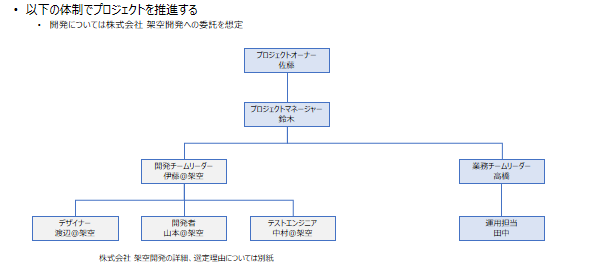 • 以下の体制でプロジェクトを推進する
• 開発については株式会社 架空開発への委託を想定
プロジェクトオーナー
佐藤
プロジェクトマネージャー
鈴木
開発チームリーダー
伊藤@架空
業務チームリーダー
高橋
デザイナー
渡辺@架空
開発者
山本@架空
テストエンジニア
中村@架空
運用担当
田中
株式会社 架空開発の詳細、選定理由については別紙